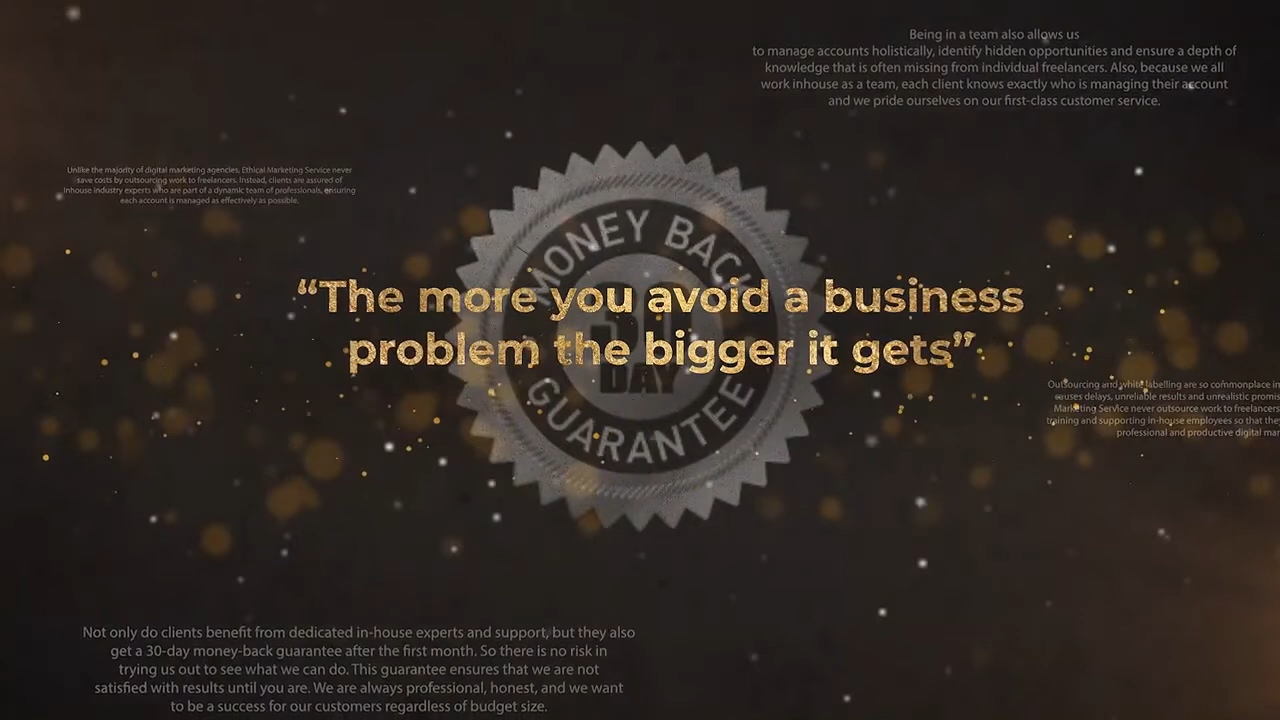 Being in a team also allows us
to manage accounts holistically, identify hidden opportunities and ensure a depth of
knowledge that is often missing from individual freelancers. Also, because we all
work inhouse as a team, each client knows exactly who is managing their account
and we pride ourselves on our first-class customer service.
Unlike the majority of digital marketing agencies, Ethical Marketing Service never
save costs by outsourcing work to freelancers. Instead, clients are assured of
inhouse industry experts who are part of a dynamic team of professionals, ensuring
each account is managed as effectively as possible.
MONEY BACK
“The more you avoid a business
problem the bigger it gets”
DAY
GUARANTEE
Outsourcing and white labelling are so commonplace in
causes delays, unreliable results and unrealistic promis
Marketing Service never outsource work to freelancers
training and supporting in-house employees so that they
professional and productive digital mar
Not only do clients benefit from dedicated in-house experts and support, but they also
get a 30-day money-back guarantee after the first month. So there is no risk in
trying us out to see what we can do. This guarantee ensures that we are not
satisfied with results until you are. We are always professional, honest, and we want
to be a success for our customers regardless of budget size.